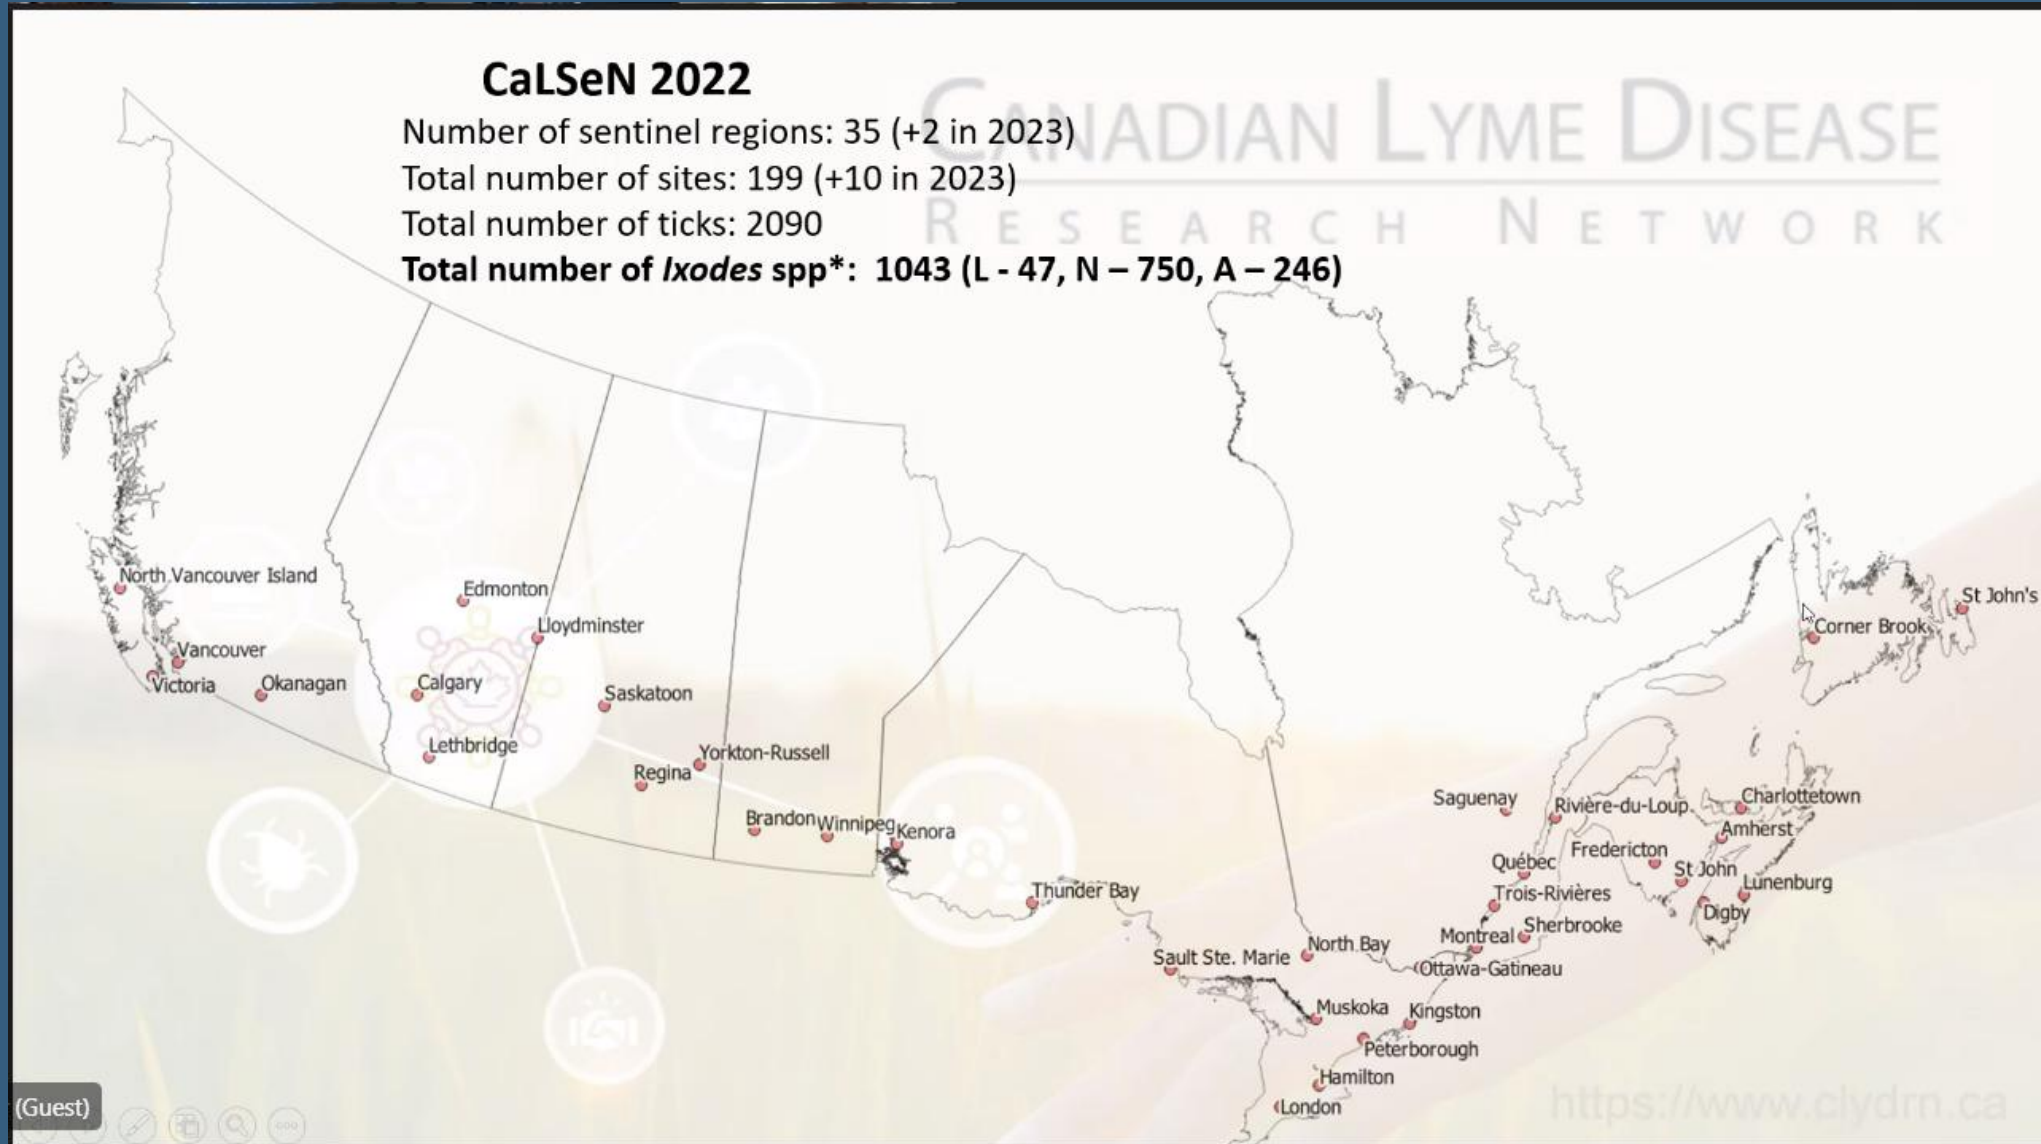 CaLSeN 2022
Number of sentinel regions: 35 (+2 in 2023)
Total number of sites: 199 (+10 in 2023)
Total number of ticks: 2090
Total number of Ixodes spp*: 1043 (L - 47, N – 750, A – 246)
CANADIAN LYME DISEASE
RESEARCH NETWORK
North Vancouver Island
Vancouver
Victoria
Okanagan
Edmonton
Lloydminster
Calgary
Saskatoon
Lethbridge
Yorkton-Russell
Regina
Brandon
Winnipeg
Kenora
Thunder Bay
Sault Ste. Marie
North Bay
Muskoka
Kingston
Peterborough
Hamilton
London
Ottawa-Gatineau
Montreal
Sherbrooke
Trois-Rivières
Québec
Saguenay
Rivière-du-Loup
Fredericton
St John
Charlottetown
Amherst
Lunenburg
Digby
Corner Brook
St John's
(Guest)
https://www.clydrn.ca